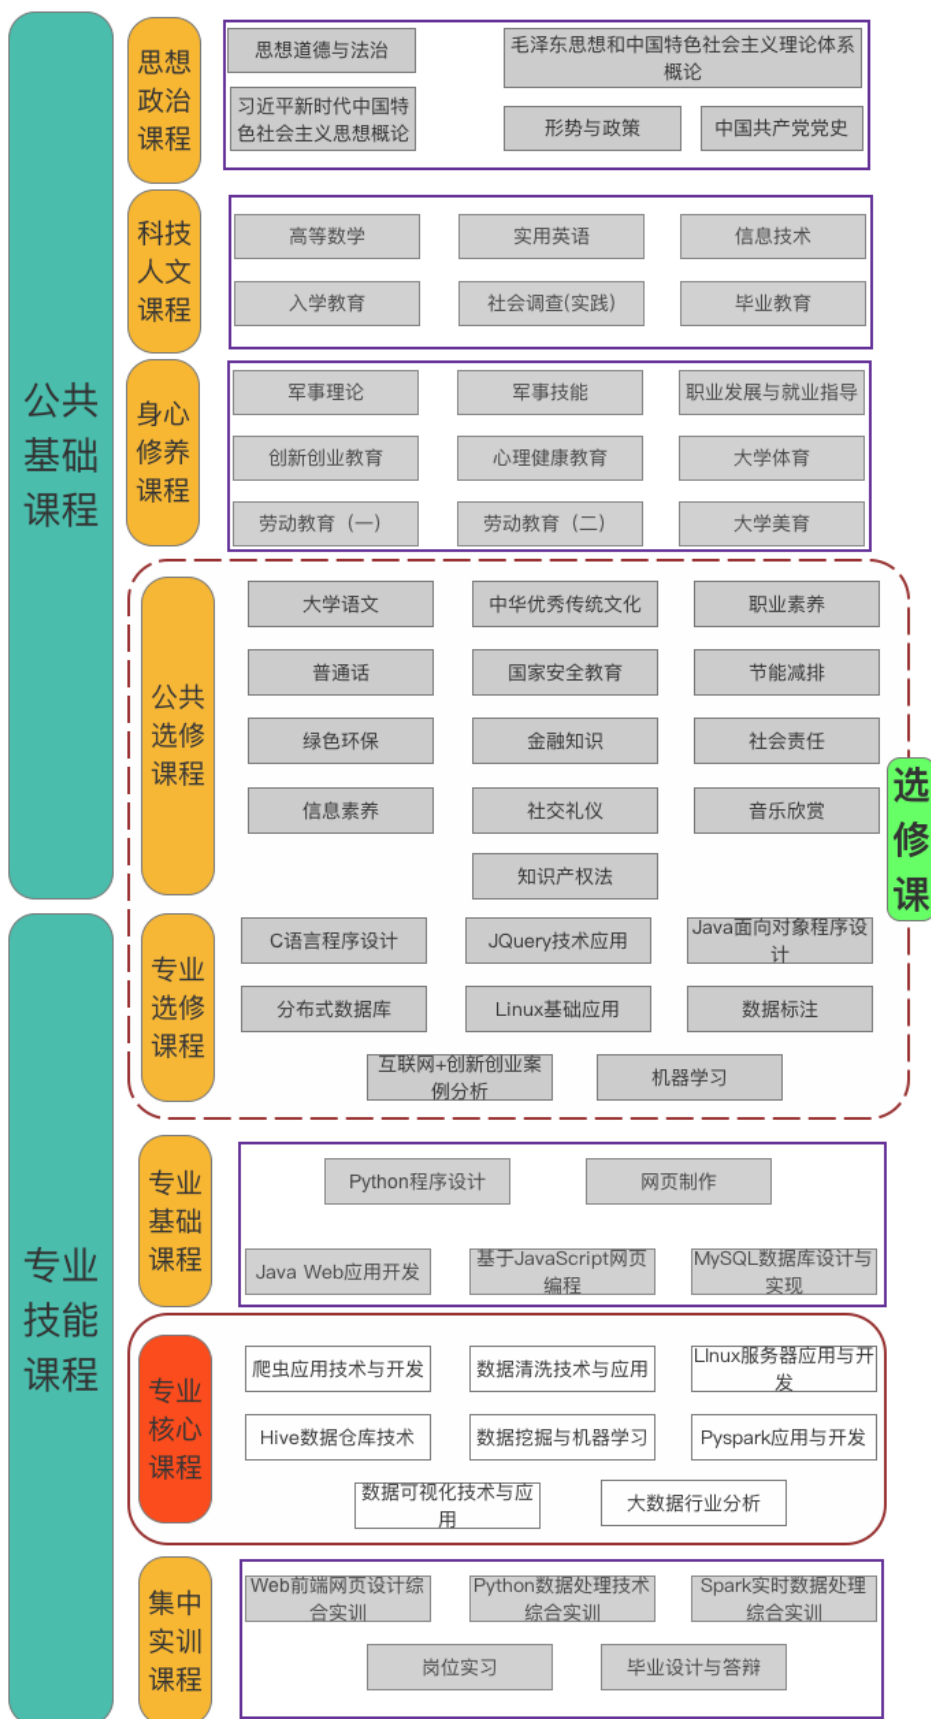 公共
基础
课程
思想
政治
课程
思想道德与法治
毛泽东思想和中国特色社会主义理论体系
概论
习近平新时代中国特
色社会主义思想概论
形势与政策
中国共产党党史
科技
人文
课程
高等数学
实用英语
信息技术
入学教育
社会调查(实践)
毕业教育
身心
修养
课程
军事理论
军事技能
职业发展与就业指导
创新创业教育
心理健康教育
大学体育
劳动教育（一）
劳动教育（二）
大学美育
选
修
课
公共
选修
课程
大学语文
中华优秀传统文化
职业素养
普通话
国家安全教育
节能减排
绿色环保
金融知识
社会责任
信息素养
社交礼仪
音乐欣赏
知识产权法
专业
技能
课程
专业
选修
课程
C语言程序设计
JQuery技术应用
Java面向对象程序设
计
分布式数据库
Linux基础应用
数据标注
互联网+创新创业案
例分析
机器学习
专业
基础
课程
Python程序设计
网页制作
Java Web应用开发
基于JavaScript网页
编程
MySQL数据库设计与
实现
专业
核心
课程
爬虫应用技术与开发
数据清洗技术与应用
LInux服务器应用与开
发
Hive数据仓库技术
数据挖掘与机器学习
Pyspark应用与开发
数据可视化技术与应
用
大数据行业分析
集中
实训
课程
Web前端网页设计综
合实训
Python数据处理技术
综合实训
Spark实时数据处理
综合实训
岗位实习
毕业设计与答辩